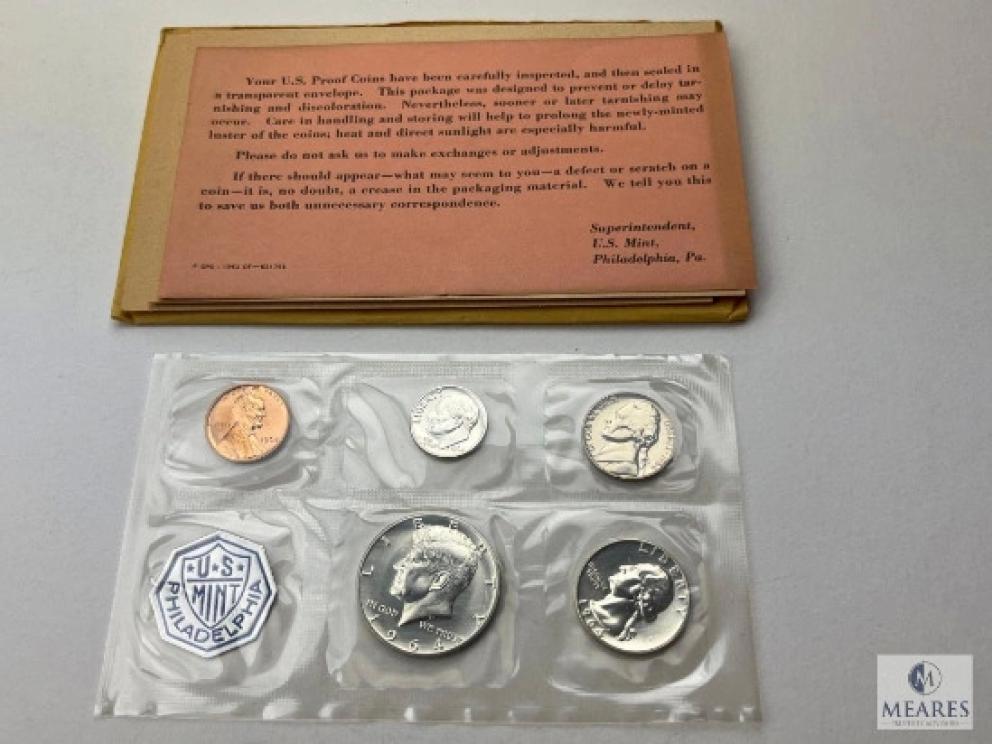 Your U.S. Proof Coins have been carefully inspected, and then sealed in
a transparent envelope. This package was designed to prevent or delay tar-
nishing and discoloration. Nevertheless, sooner or later tarnishing may
occur. Care in handling and storing will help to prolong the newly-minted
luster of the coins; heat and direct sunlight are especially harmful.
Please do not ask us to make exchanges or adjustments.
If there should appear—what may seem to you—a defect or scratch on a
coin—it is, no doubt, a crease in the packaging material. We tell you this
to save us both unnecessary correspondence.
Superintendent,
U.S. Mint,
Philadelphia, Pa.
LIBERTY
U★S
MINT
PHILADELPHIA
LIBERTY
IN GOD
WE TRUST
1964
LIBERTY
1964
M
MEARES